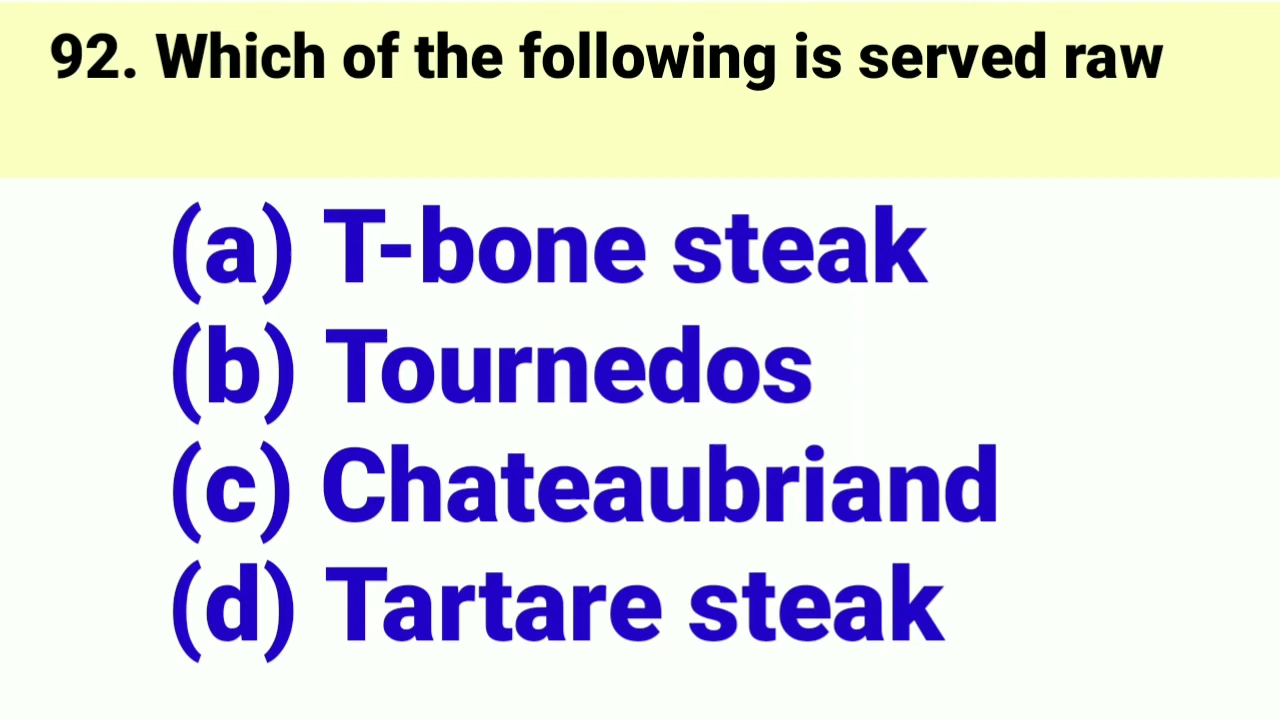 92. Which of the following is served raw
(a) T-bone steak
(b) Tournedos
(c) Chateaubriand
(d) Tartare steak